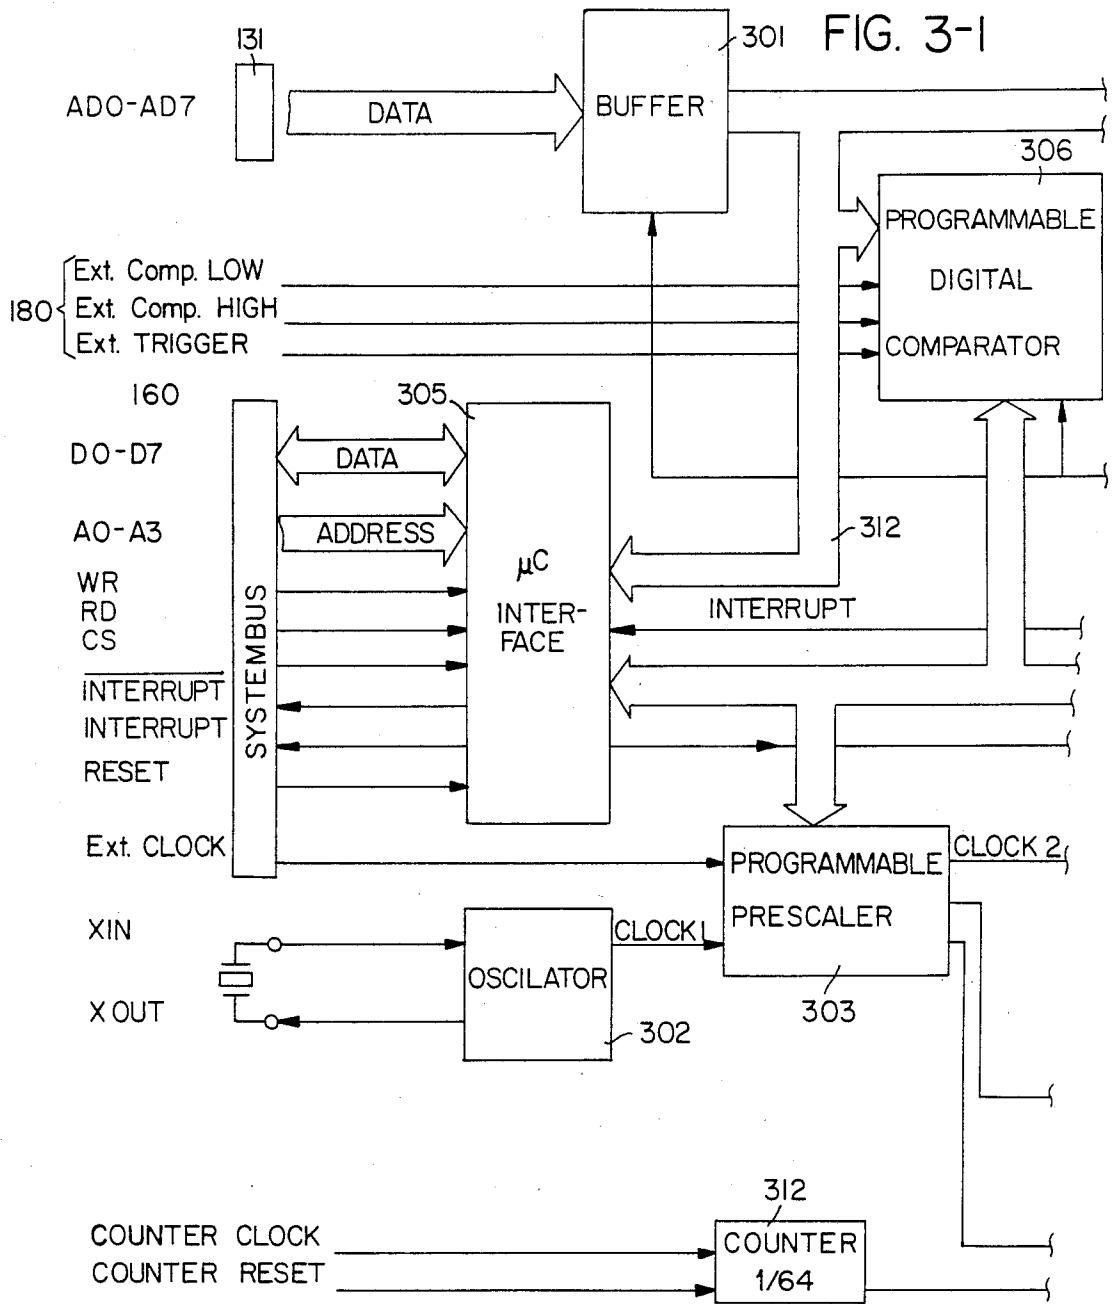 FIG. 3-1
131
301
AD0-AD7
DATA
BUFFER
306
PROGRAMMABLE
DIGITAL
COMPARATOR
180
Ext. Comp. LOW
Ext. Comp. HIGH
Ext. TRIGGER
160
305
D0-D7
DATA
A0-A3
ADDRESS
312
WR
RD
CS
INTERRUPT
INTERRUPT
RESET
SYSTEMBUS
μC
INTER-
FACE
INTERRUPT
Ext. CLOCK
PROGRAMMABLE
PRESCALER
CLOCK 2
303
XIN
X OUT
OSCILATOR
CLOCK 1
302
312
COUNTER CLOCK
COUNTER RESET
COUNTER
1/64